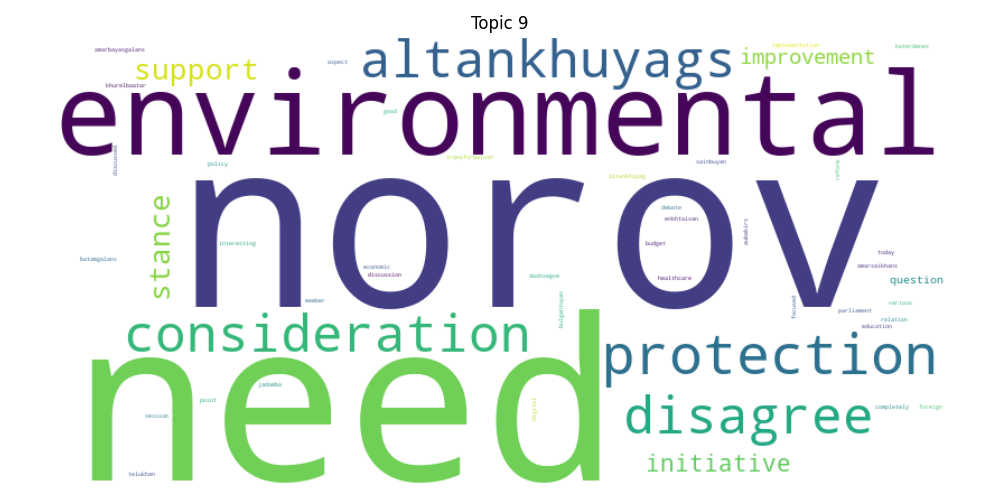 Topic 9
amarbayasgalans
altankhuyags
implementation
baterdenes
support
aspect
improvement
khurelbaatar
environmental
good
discussed
policy
transformation
sainbuyan
reform
altankhuyag
norov
stance
debate
enkhtaivan
aubakirs
interesting
budget
today
batamgalans
economic
discussion
amarsaikhans
dashzegve
healthcare
question
member
bulgantuyas
focused
various
parliament
relation
education
consideration
protection
need
jadamba
point
digital
disagree
completely
foreign
session
initiative
telukhan